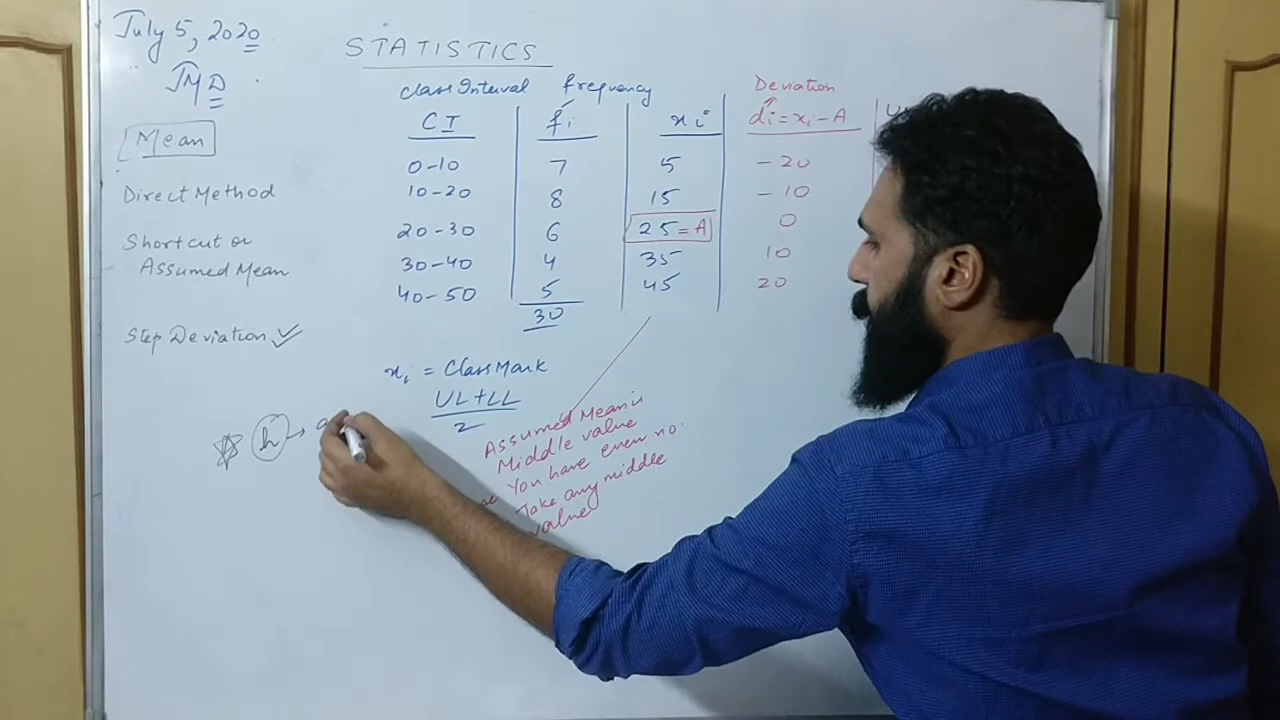 July 5, 2020
JMD
STATISTICS
Class Interval frequency Deviation
CI fi xi di = xi - A
0-10 7 5 -20
10-20 8 15 -10
20-30 6 25 = A 0
30-40 4 35 10
40-50 5 45 20
30
Mean
Direct Method
Shortcut or
Assumed Mean
Step Deviation ✓
xi = Class Mark
UL+LL
2
h →
Assumed Mean is
Middle value
You have even no.
Take any middle
value